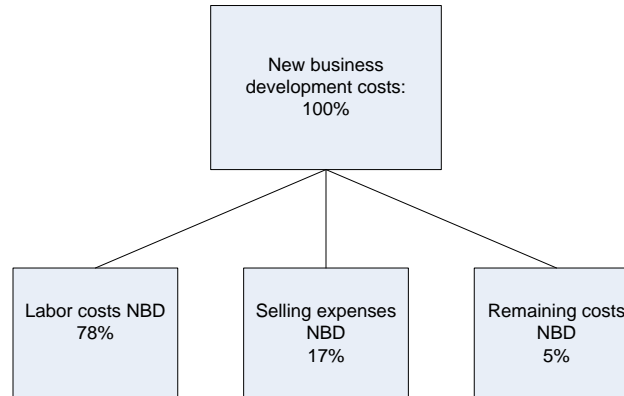 New business
development costs:
100%
Labor costs NBD
78%
Selling expenses
NBD
17%
Remaining costs
NBD
5%